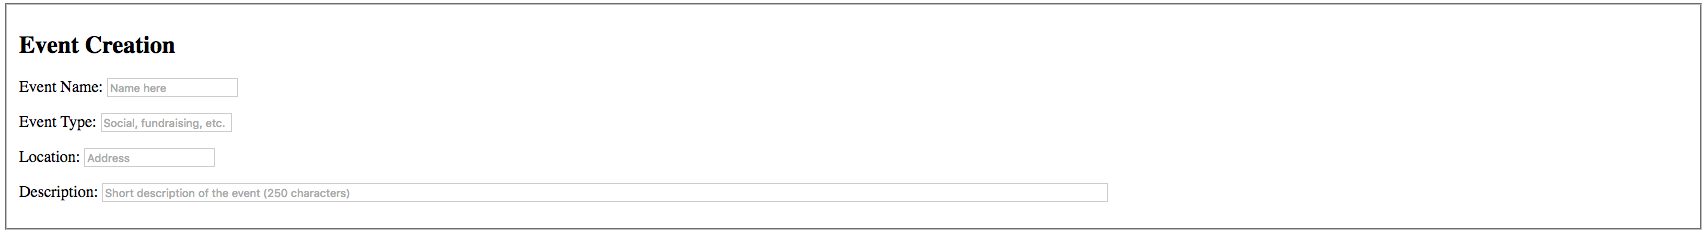 Event Creation
Event Name: Name here
Event Type: Social, fundraising, etc.
Location: Address
Description: Short description of the event (250 characters)